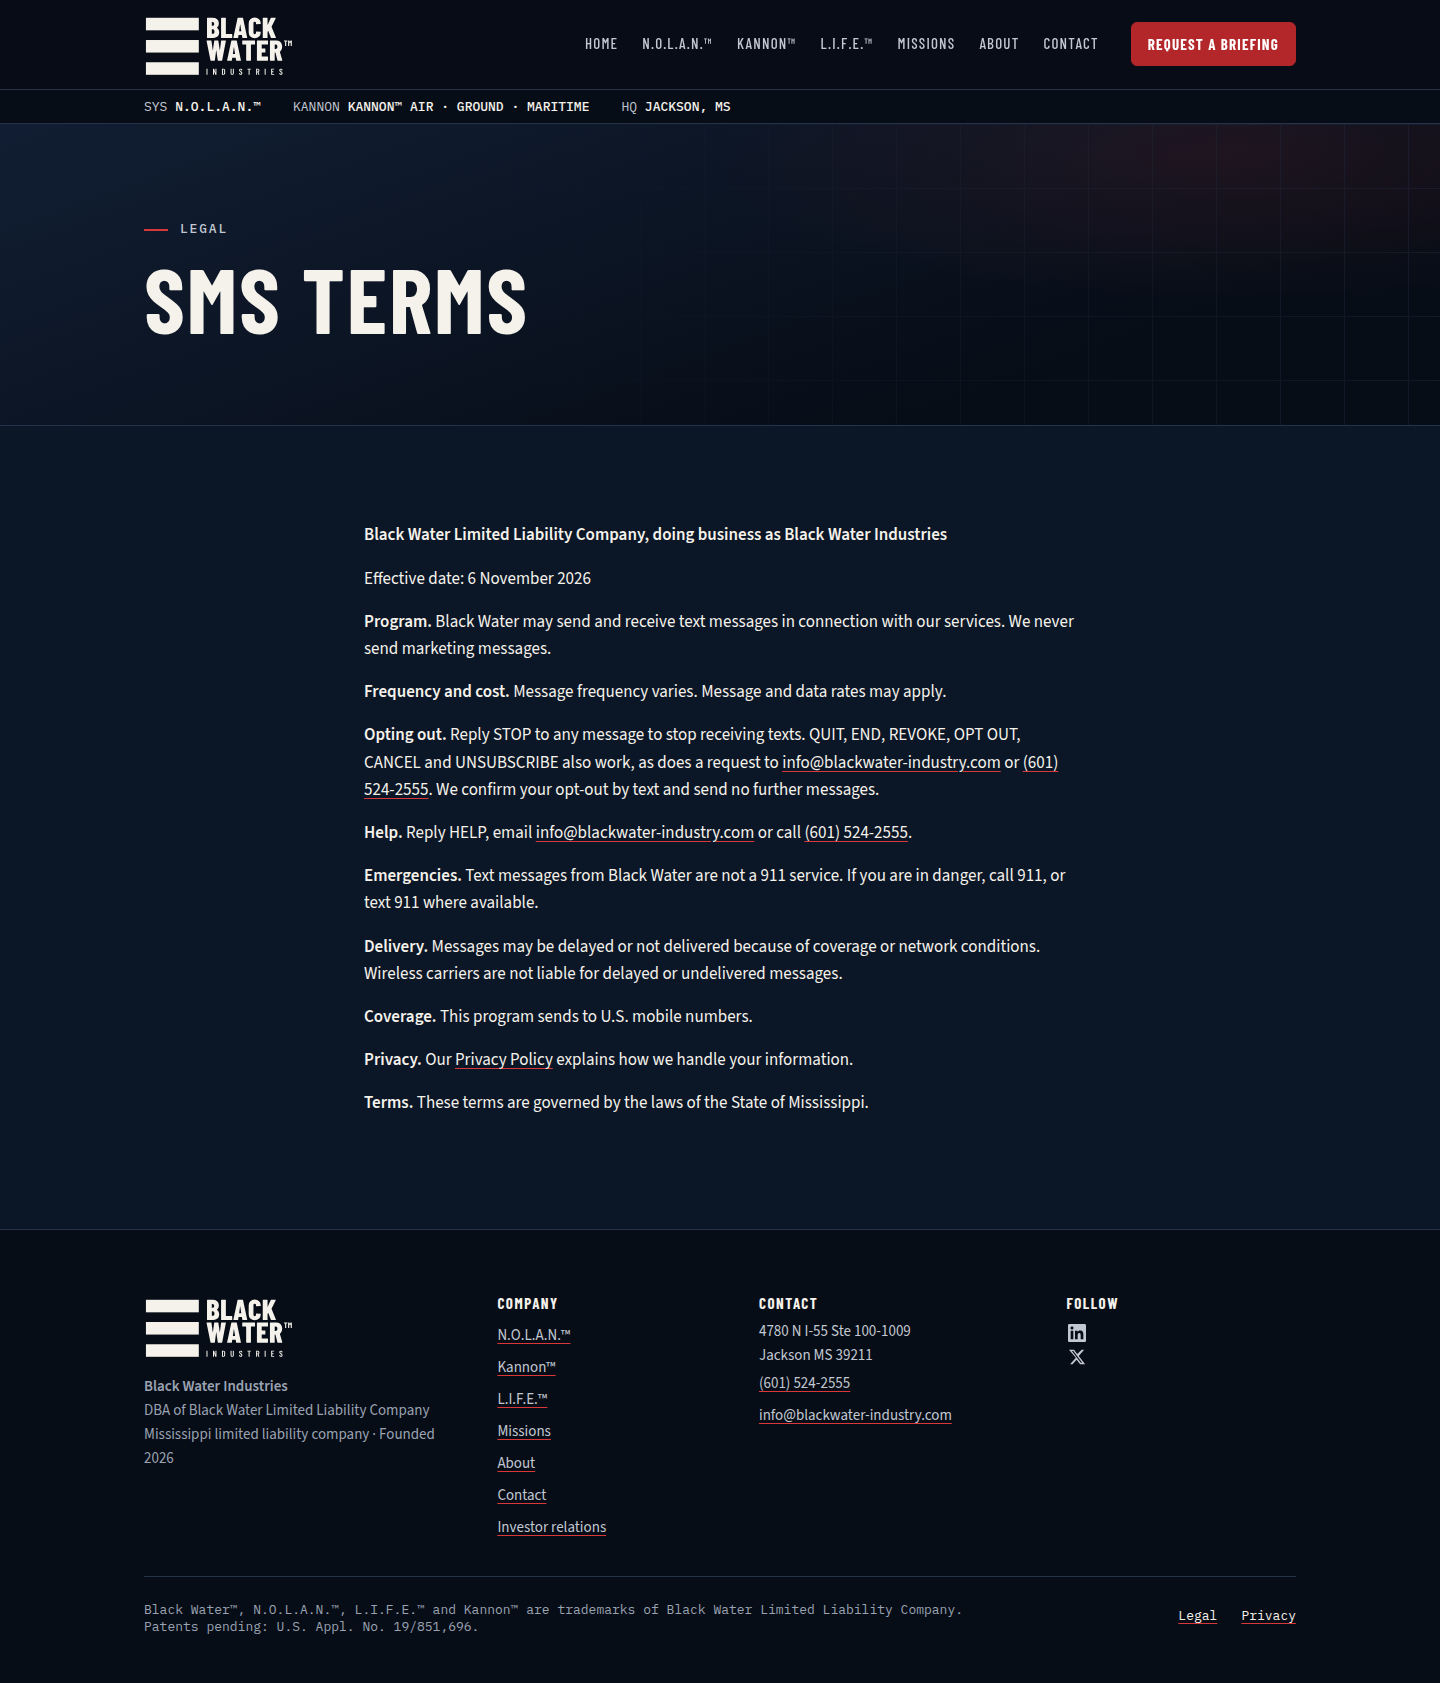 BLACK
WATER™
INDUSTRIES
HOME N.O.L.A.N.™ KANNON™ L.I.F.E.™ MISSIONS ABOUT CONTACT REQUEST A BRIEFING
SYS N.O.L.A.N.™ KANNON KANNON™ AIR · GROUND · MARITIME HQ JACKSON, MS
LEGAL
SMS TERMS
Black Water Limited Liability Company, doing business as Black Water Industries
Effective date: 6 November 2026
Program. Black Water may send and receive text messages in connection with our services. We never
send marketing messages.
Frequency and cost. Message frequency varies. Message and data rates may apply.
Opting out. Reply STOP to any message to stop receiving texts. QUIT, END, REVOKE, OPT OUT,
CANCEL and UNSUBSCRIBE also work, as does a request to info@blackwater-industry.com or (601)
524-2555. We confirm your opt-out by text and send no further messages.
Help. Reply HELP, email info@blackwater-industry.com or call (601) 524-2555.
Emergencies. Text messages from Black Water are not a 911 service. If you are in danger, call 911, or
text 911 where available.
Delivery. Messages may be delayed or not delivered because of coverage or network conditions.
Wireless carriers are not liable for delayed or undelivered messages.
Coverage. This program sends to U.S. mobile numbers.
Privacy. Our Privacy Policy explains how we handle your information.
Terms. These terms are governed by the laws of the State of Mississippi.
BLACK
WATER™
INDUSTRIES
Black Water Industries
DBA of Black Water Limited Liability Company
Mississippi limited liability company · Founded
2026
COMPANY
N.O.L.A.N.™
Kannon™
L.I.F.E.™
Missions
About
Contact
Investor relations
CONTACT
4780 N I-55 Ste 100-1009
Jackson MS 39211
(601) 524-2555
info@blackwater-industry.com
FOLLOW
Black Water™, N.O.L.A.N.™, L.I.F.E.™ and Kannon™ are trademarks of Black Water Limited Liability Company.
Patents pending: U.S. Appl. No. 19/851,696.
Legal Privacy